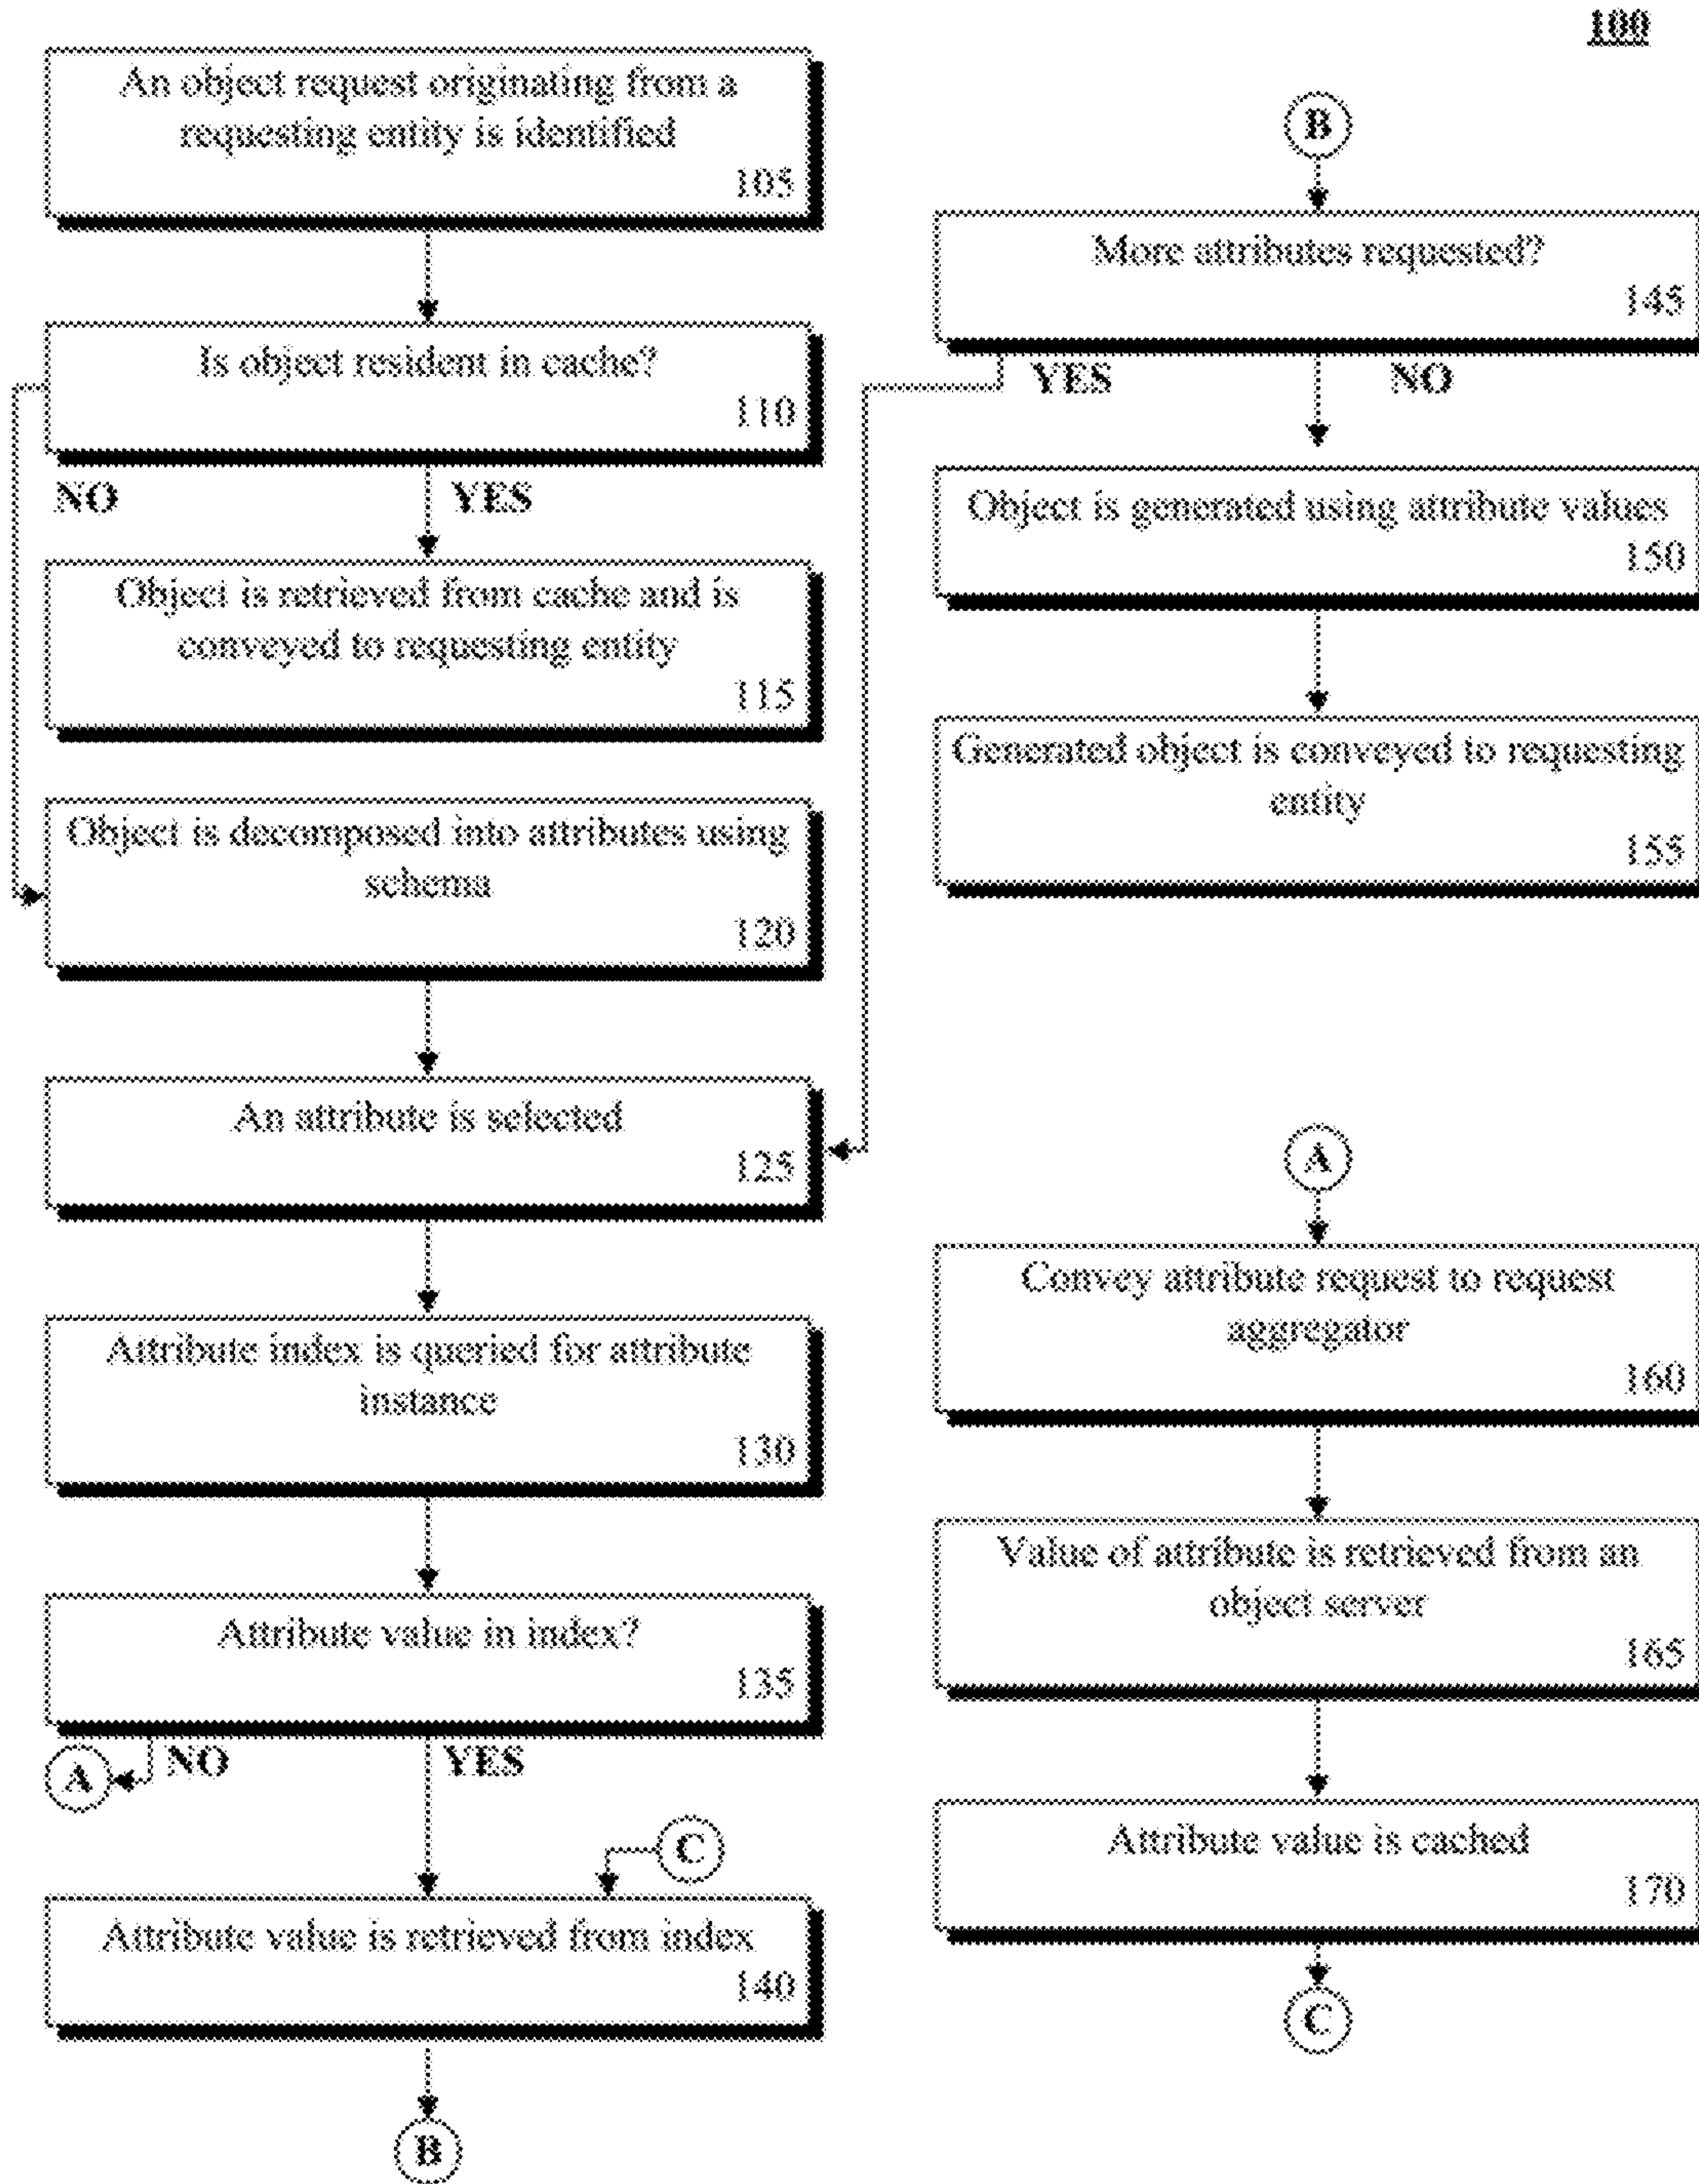 100
An object request originating from a
requesting entity is identified
105
Is object resident in cache?
110
NO
YES
Object is retrieved from cache and is
conveyed to requesting entity
115
Object is decomposed into attributes using
schema
120
An attribute is selected
125
Attribute index is queried for attribute
instance
130
Attribute value in index?
135
A
NO
YES
C
Attribute value is retrieved from index
140
B
B
More attributes requested?
145
YES
NO
Object is generated using attribute values
150
Generated object is conveyed to requesting
entity
155
A
Convey attribute request to request
aggregator
160
Value of attribute is retrieved from an
object server
165
Attribute value is cached
170
C